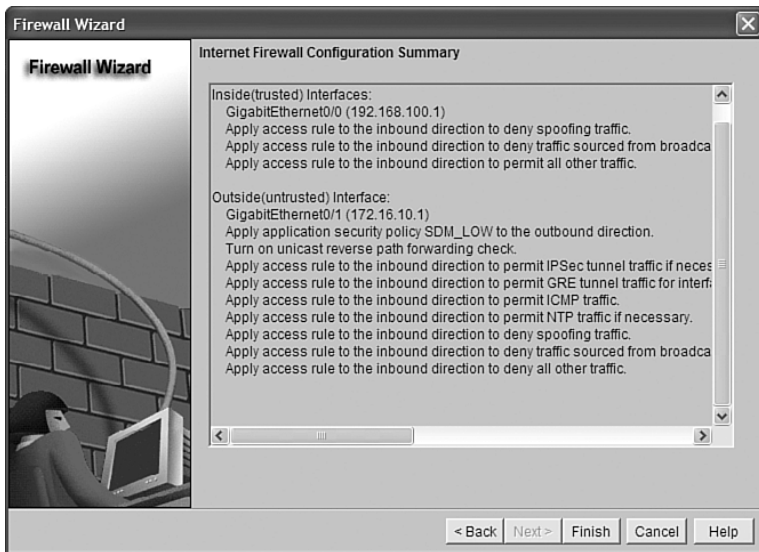 Firewall Wizard
Firewall Wizard
Internet Firewall Configuration Summary
Inside(trusted) Interfaces:
GigabitEthernet0/0 (192.168.100.1)
Apply access rule to the inbound direction to deny spoofing traffic.
Apply access rule to the inbound direction to deny traffic sourced from broadca
Apply access rule to the inbound direction to permit all other traffic.
Outside(untrusted) Interface:
GigabitEthernet0/1 (172.16.10.1)
Apply application security policy SDM_LOW to the outbound direction.
Turn on unicast reverse path forwarding check.
Apply access rule to the inbound direction to permit IPSec tunnel traffic if neces
Apply access rule to the inbound direction to permit GRE tunnel traffic for interfa
Apply access rule to the inbound direction to permit ICMP traffic.
Apply access rule to the inbound direction to permit NTP traffic if necessary.
Apply access rule to the inbound direction to deny spoofing traffic.
Apply access rule to the inbound direction to deny traffic sourced from broadca
Apply access rule to the inbound direction to deny all other traffic.
< Back Next > Finish Cancel Help